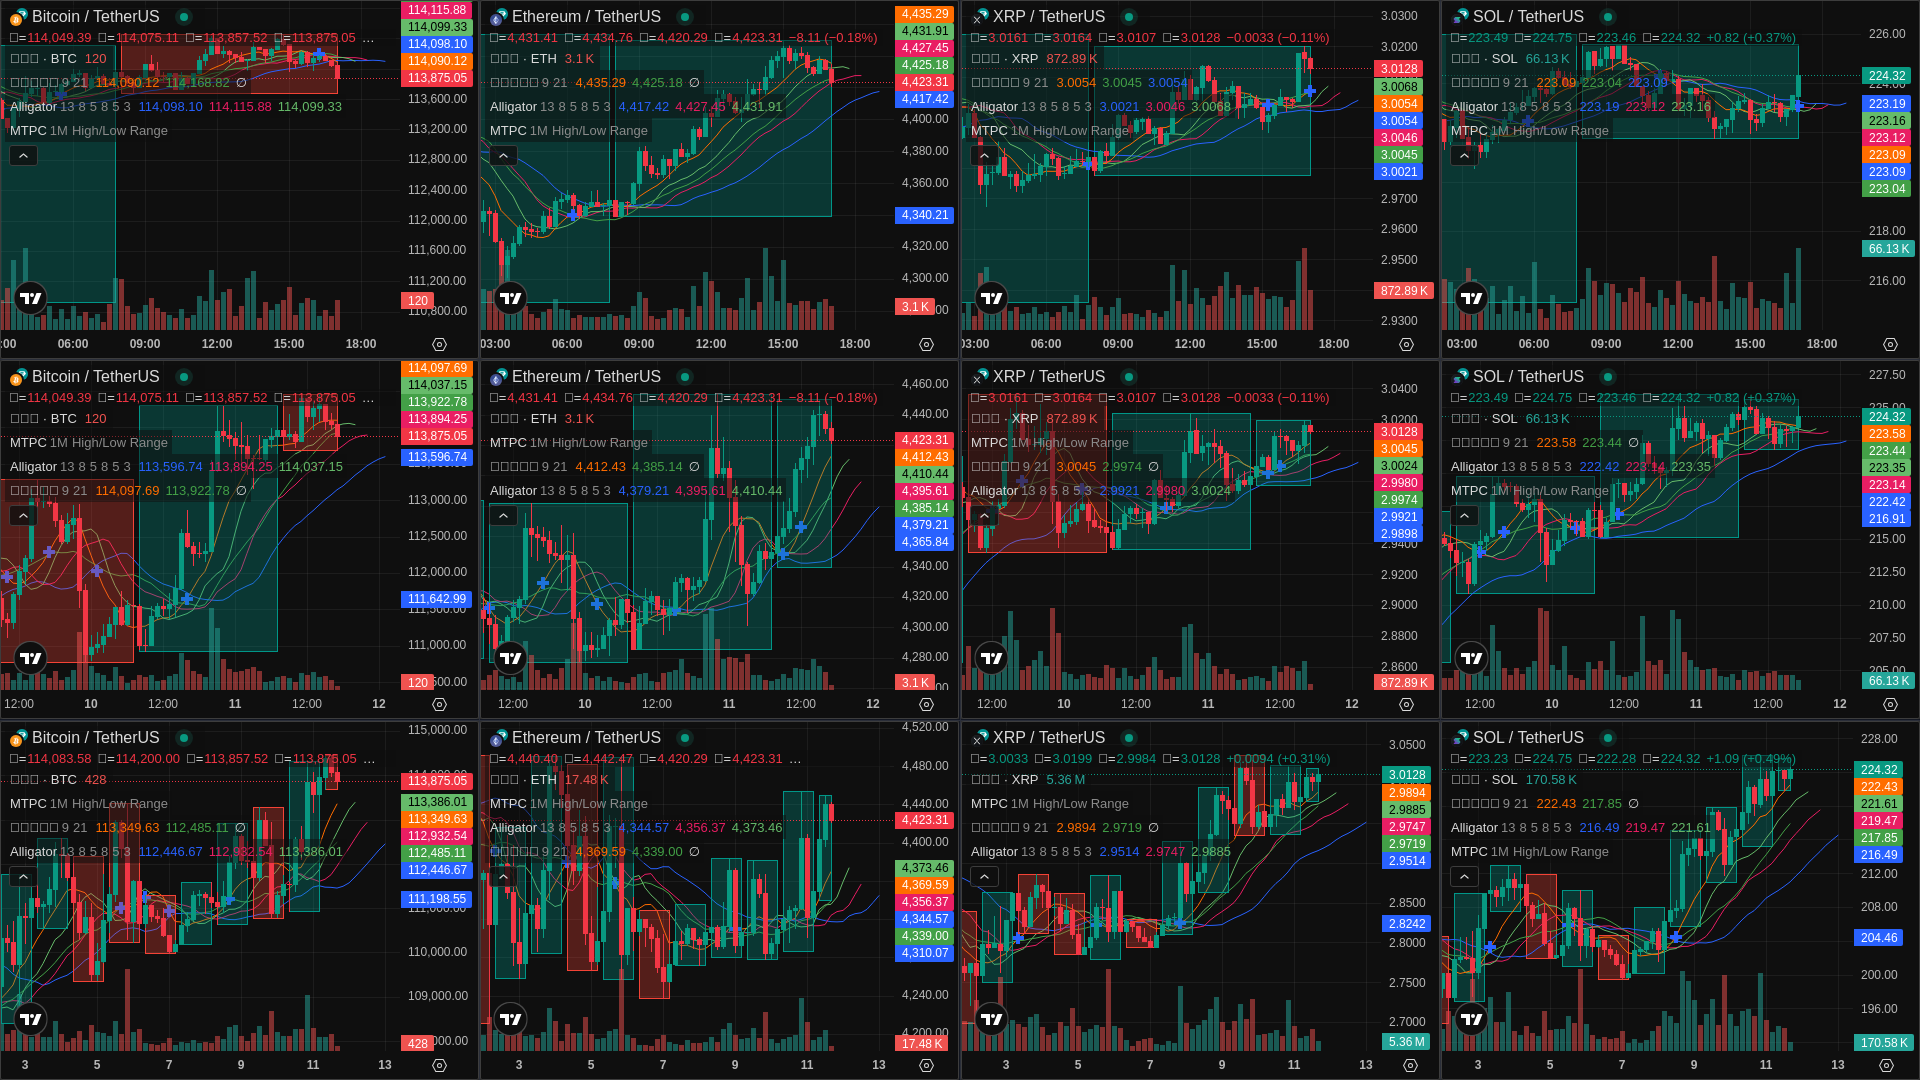 Bitcoin / TetherUS
□=114,049.39 □=114,075.11 □=113,857.52 □=113,875.05 ...
□□□ · BTC 120
□□□□□ 9 21 114,090.12 114,168.82 ∅
Alligator 13 8 5 8 5 3 114,098.10 114,115.88 114,099.33
MTPC 1M High/Low Range
114,115.88
114,099.33
114,098.10
114,090.12
113,875.05
113,600.00
113,200.00
112,800.00
112,400.00
112,000.00
111,600.00
111,200.00
120
06:00 09:00 12:00 15:00 18:00
Ethereum / TetherUS
□=4,431.41 □=4,434.76 □=4,420.29 □=4,423.31 −8.11 (−0.18%)
□□□ · ETH 3.1 K
□□□□□ 9 21 4,435.29 4,425.18 ∅
Alligator 13 8 5 8 5 3 4,417.42 4,427.45 4,431.91
MTPC 1M High/Low Range
4,435.29
4,431.91
4,427.45
4,425.18
4,423.31
4,417.42
4,400.00
4,380.00
4,360.00
4,340.21
4,320.00
4,300.00
3.1 K
03:00 06:00 09:00 12:00 15:00 18:00
XRP / TetherUS
□=3.0161 □=3.0164 □=3.0107 □=3.0128 −0.0033 (−0.11%)
□□□ · XRP 872.89 K
□□□□□ 9 21 3.0054 3.0045 3.0054
Alligator 13 8 5 8 5 3 3.0021 3.0046 3.0068
MTPC 1M High/Low Range
3.0300
3.0200
3.0128
3.0068
3.0054
3.0054
3.0046
3.0045
3.0021
2.9700
2.9600
2.9500
872.89 K
2.9300
03:00 06:00 09:00 12:00 15:00 18:00
SOL / TetherUS
□=223.49 □=224.75 □=223.46 □=224.32 +0.82 (+0.37%)
□□□ · SOL 66.13 K
□□□□□ 9 21 223.09 223.04 223.09
Alligator 13 8 5 8 5 3 223.19 223.12 223.16
MTPC 1M High/Low Range
226.00
224.32
223.19
223.16
223.12
223.09
223.09
223.04
218.00
66.13 K
216.00
03:00 06:00 09:00 12:00 15:00 18:00
Bitcoin / TetherUS
□=114,049.39 □=114,075.11 □=113,857.52 □=113,875.05 ...
□□□ · BTC 120
MTPC 1M High/Low Range
Alligator 13 8 5 8 5 3 113,596.74 113,894.25 114,037.15
□□□□□ 9 21 114,097.69 113,922.78 ∅
114,097.69
114,037.15
113,922.78
113,894.25
113,875.05
113,596.74
113,000.00
112,500.00
112,000.00
111,642.99
111,500.00
111,000.00
120
12:00 10 12:00 11 12:00 12
Ethereum / TetherUS
□=4,431.41 □=4,434.76 □=4,420.29 □=4,423.31 −8.11 (−0.18%)
□□□ · ETH 3.1 K
MTPC 1M High/Low Range
□□□□□ 9 21 4,412.43 4,385.14 ∅
Alligator 13 8 5 8 5 3 4,379.21 4,395.61 4,410.44
4,460.00
4,440.00
4,423.31
4,412.43
4,410.44
4,395.61
4,385.14
4,379.21
4,365.84
4,340.00
4,320.00
4,300.00
4,280.00
3.1 K
12:00 10 12:00 11 12:00 12
XRP / TetherUS
□=3.0161 □=3.0164 □=3.0107 □=3.0128 −0.0033 (−0.11%)
□□□ · XRP 872.89 K
MTPC 1M High/Low Range
□□□□□ 9 21 3.0045 2.9974 ∅
Alligator 13 8 5 8 5 3 2.9921 2.9980 3.0024
3.0400
3.0200
3.0128
3.0045
3.0024
2.9980
2.9974
2.9921
2.9898
2.9400
2.9200
2.9000
2.8800
2.8600
872.89 K
12:00 10 12:00 11 12:00 12
SOL / TetherUS
□=223.49 □=224.75 □=223.46 □=224.32 +0.82 (+0.37%)
□□□ · SOL 66.13 K
□□□□□ 9 21 223.58 223.44 ∅
Alligator 13 8 5 8 5 3 222.42 223.14 223.35
MTPC 1M High/Low Range
227.50
224.32
223.58
223.44
223.35
223.14
222.42
216.91
215.00
212.50
210.00
207.50
205.00
66.13 K
12:00 10 12:00 11 12:00 12
Bitcoin / TetherUS
□=114,083.58 □=114,200.00 □=113,857.52 □=113,875.05 ...
□□□ · BTC 428
MTPC 1M High/Low Range
□□□□□ 9 21 113,349.63 112,485.11 ∅
Alligator 13 8 5 8 5 3 112,446.67 112,932.54 113,386.01
115,000.00
113,875.05
113,386.01
113,349.63
112,932.54
112,485.11
112,446.67
111,198.55
110,000.00
109,000.00
428
3 5 7 9 11 13
Ethereum / TetherUS
□=4,440.40 □=4,442.47 □=4,420.29 □=4,423.31 ...
□□□ · ETH 17.48 K
MTPC 1M High/Low Range
Alligator 13 8 5 8 5 3 4,344.57 4,356.37 4,373.46
□□□□□ 9 21 4,369.59 4,339.00 ∅
4,520.00
4,480.00
4,440.00
4,423.31
4,400.00
4,373.46
4,369.59
4,356.37
4,344.57
4,339.00
4,310.07
4,240.00
4,200.00
17.48 K
3 5 7 9 11 13
XRP / TetherUS
□=3.0033 □=3.0199 □=2.9984 □=3.0128 +0.0094 (+0.31%)
□□□ · XRP 5.36 M
MTPC 1M High/Low Range
□□□□□ 9 21 2.9894 2.9719 ∅
Alligator 13 8 5 8 5 3 2.9514 2.9747 2.9885
3.0500
3.0128
2.9894
2.9885
2.9747
2.9719
2.9514
2.8500
2.8242
2.8000
2.7500
2.7000
5.36 M
3 5 7 9 11 13
SOL / TetherUS
□=223.23 □=224.75 □=222.28 □=224.32 +1.09 (+0.49%)
□□□ · SOL 170.58 K
□□□□□ 9 21 222.43 217.85 ∅
Alligator 13 8 5 8 5 3 216.49 219.47 221.61
MTPC 1M High/Low Range
228.00
224.32
222.43
221.61
219.47
217.85
216.49
212.00
208.00
204.46
200.00
196.00
170.58 K
3 5 7 9 11 13